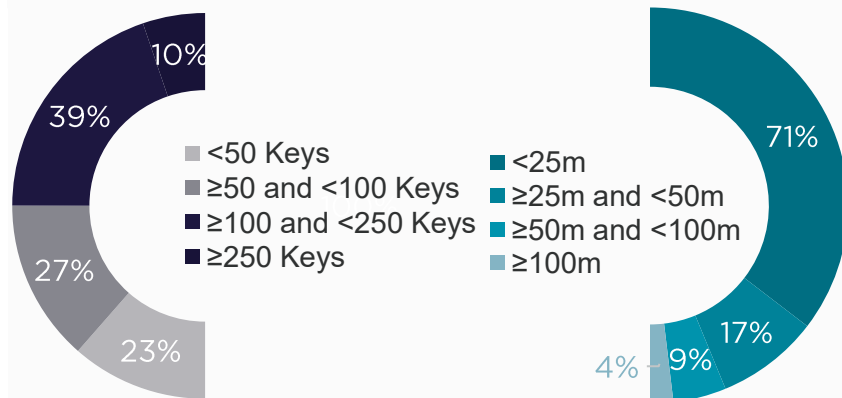 10%
39%
27%
23%
<50 Keys
≥50 and <100 Keys
≥100 and <250 Keys
≥250 Keys
<25m
≥25m and <50m
≥50m and <100m
≥100m
71%
17%
9%
4%